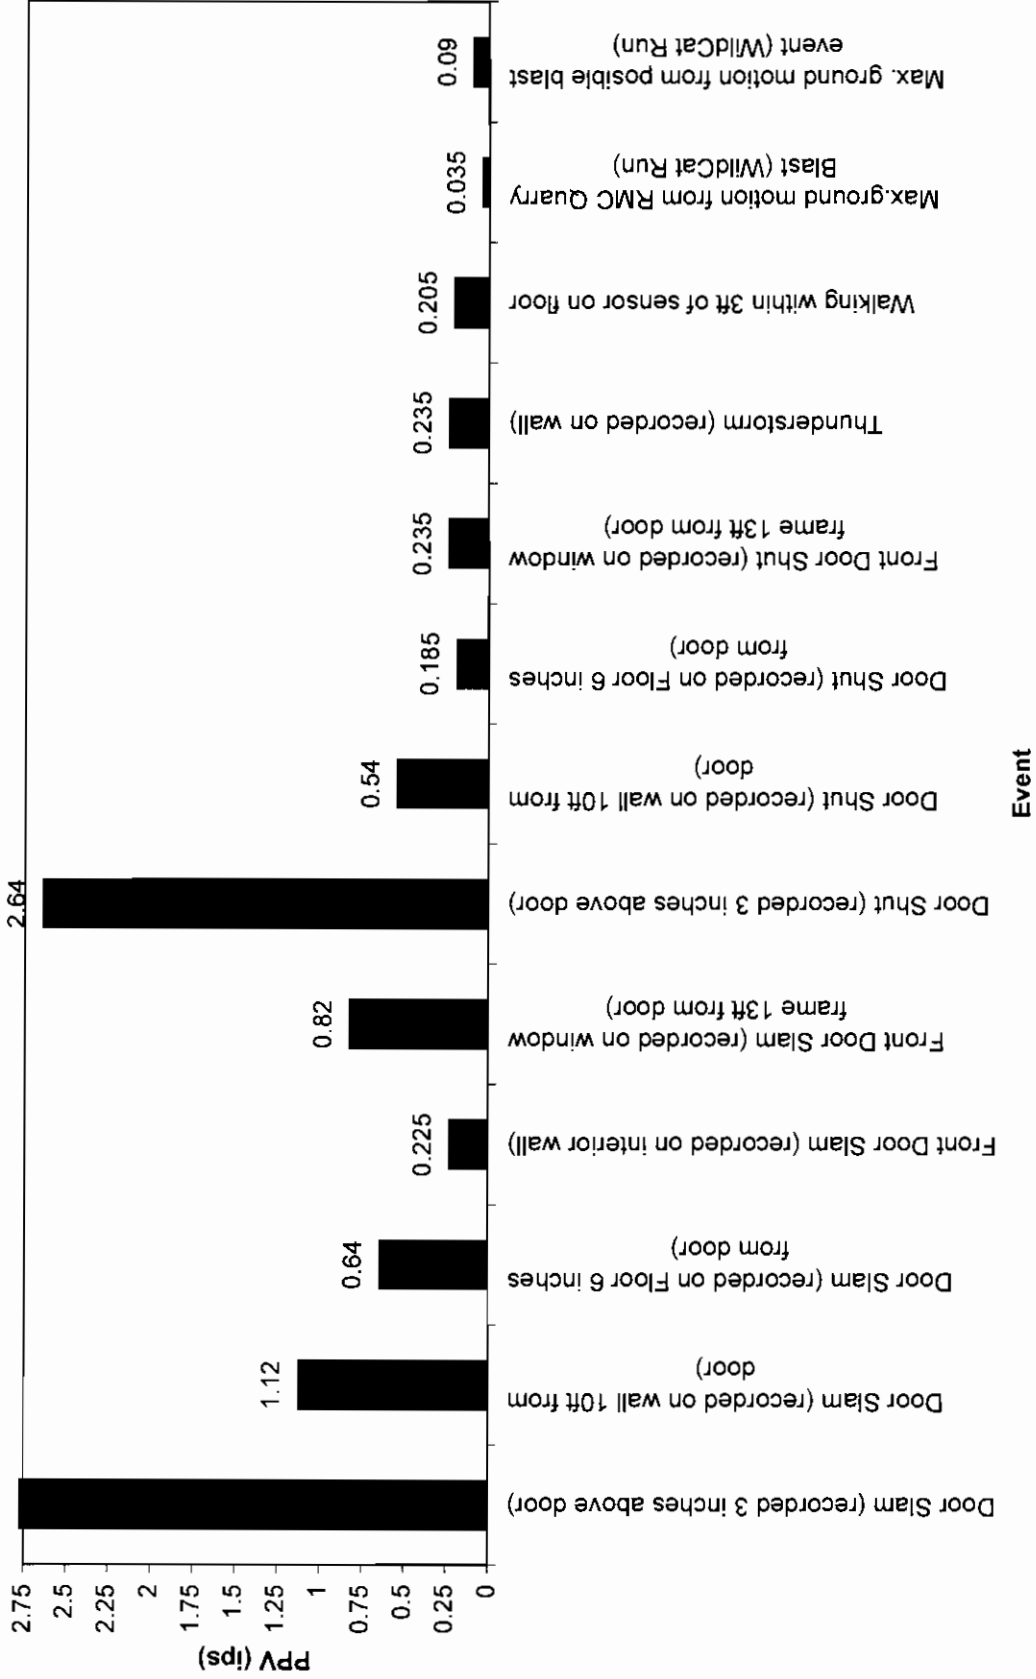 PPV (ips)
2.75
2.5
2.25
2
1.75
1.5
1.25
1
0.75
0.5
0.25
0
1.12
0.64
0.225
0.82
2.64
0.54
0.185
0.235
0.235
0.205
0.035
0.09
Door Slam (recorded 3 inches above door)
Door Slam (recorded on wall 10ft from
door)
Door Slam (recorded on Floor 6 inches
from door)
Front Door Slam (recorded on interior wall)
Front Door Slam (recorded on window
frame 13ft from door)
Door Shut (recorded 3 inches above door)
Door Shut (recorded on wall 10ft from
door)
Door Shut (recorded on Floor 6 inches
from door)
Front Door Shut (recorded on window
frame 13ft from door)
Thunderstorm (recorded on wall)
Walking within 3ft of sensor on floor
Max.ground motion from RMC Quarry
Blast (WildCat Run)
Max. ground motion from posible blast
event (WildCat Run)
Event